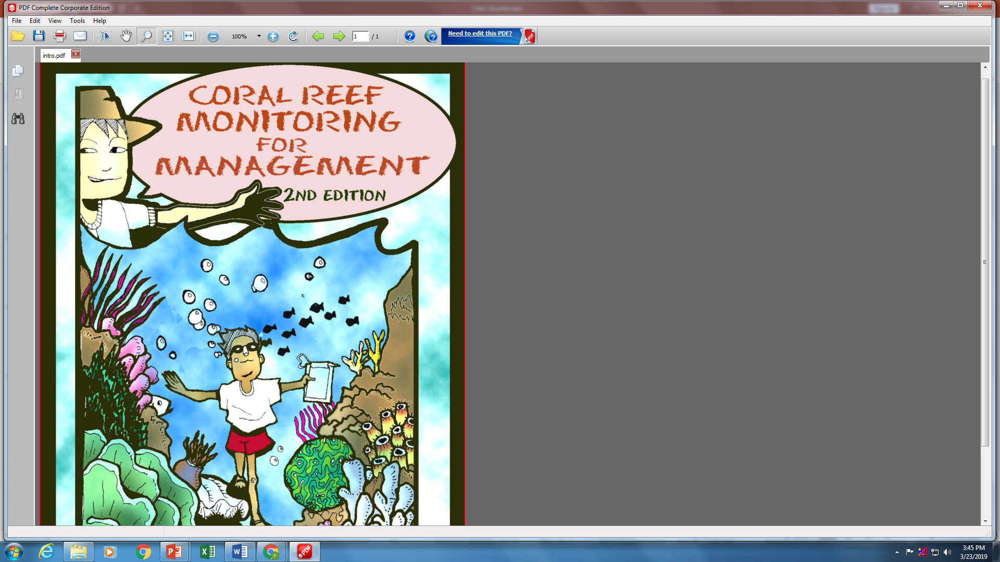 PDF Complete Corporate Edition
File Edit View Tools Help
100% 1 / 1 Need to edit this PDF?
intro.pdf
CORAL REEF
MONITORING
FOR
MANAGEMENT
2ND EDITION
3:45 PM
3/23/2019